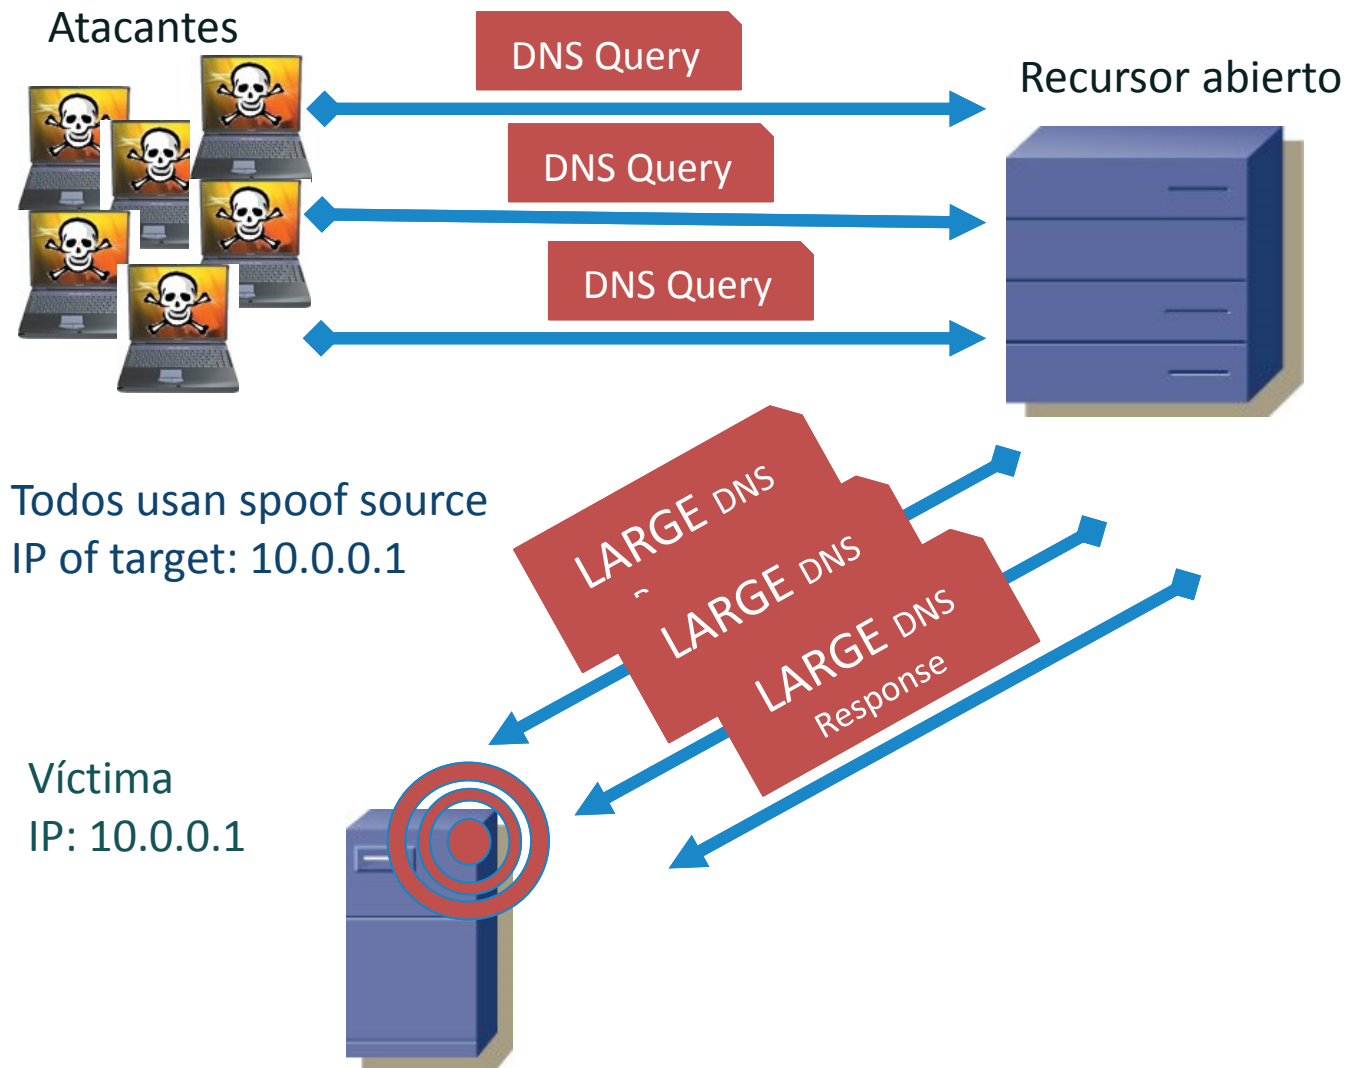 Atacantes
DNS Query
Recursor abierto
DNS Query
DNS Query
Todos usan spoof source
IP of target: 10.0.0.1
LARGE DNS
LARGE DNS
LARGE DNS
Response
Víctima
IP: 10.0.0.1